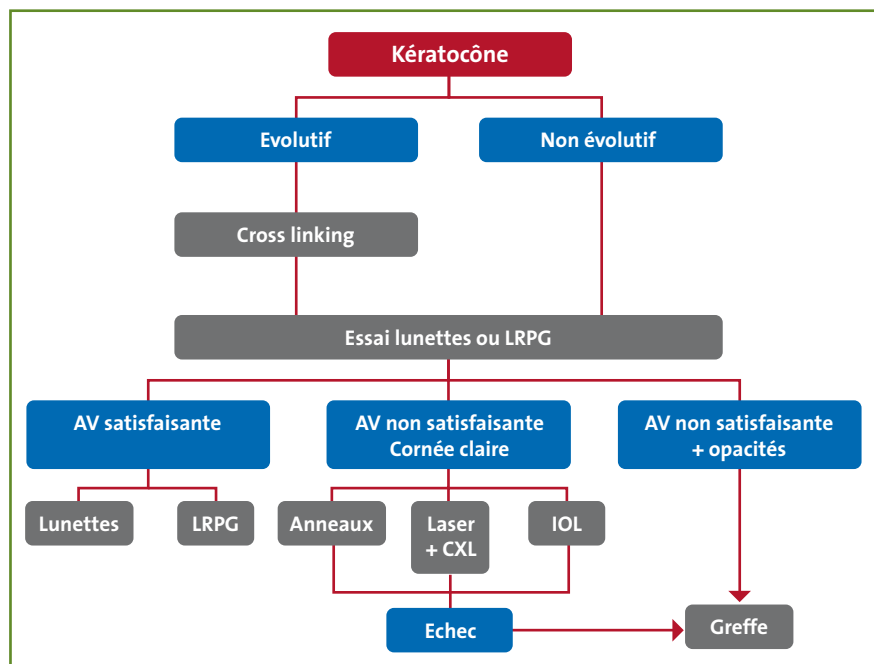 Kératocône
Evolutif
Non évolutif
Cross linking
Essai lunettes ou LRPG
AV satisfaisante
AV non satisfaisante
Cornée claire
AV non satisfaisante
+ opacités
Lunettes
LRPG
Anneaux
Laser
+ CXL
IOL
Echec
Greffe